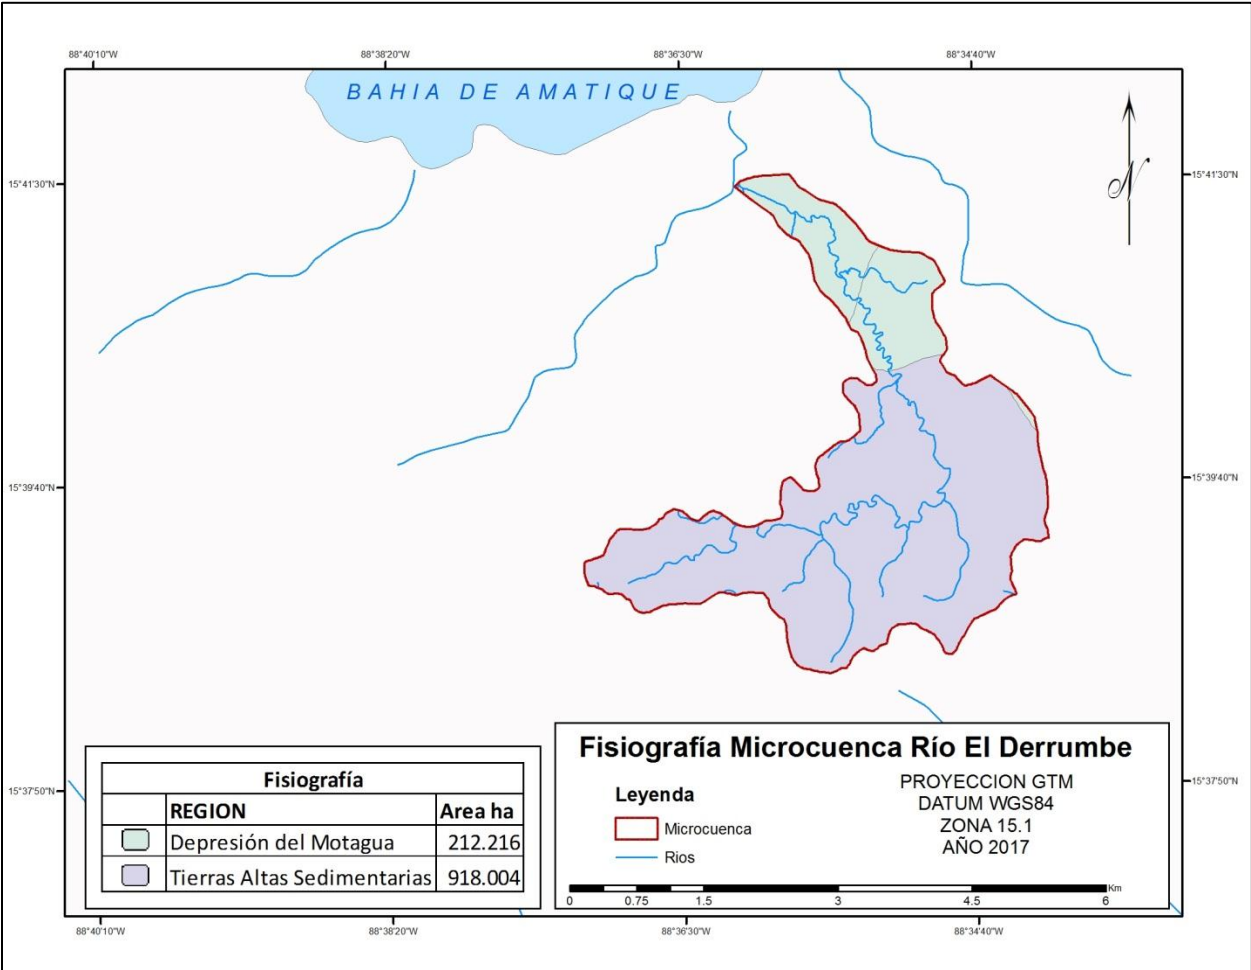 88°40'10"W 88°38'20"W 88°36'30"W 88°34'40"W
BAHIA DE AMATIQUE
N
15°41'30"N 15°41'30"N
15°39'40"N 15°39'40"N
15°37'50"N 15°37'50"N
Fisiografía
REGION Area ha
Depresión del Motagua 212.216
Tierras Altas Sedimentarias 918.004
Fisiografía Microcuenca Río El Derrumbe
Leyenda
Microcuenca
Rios
PROYECCION GTM
DATUM WGS84
ZONA 15.1
AÑO 2017
Km
0 0.75 1.5 3 4.5 6
88°40'10"W 88°38'20"W 88°36'30"W 88°34'40"W